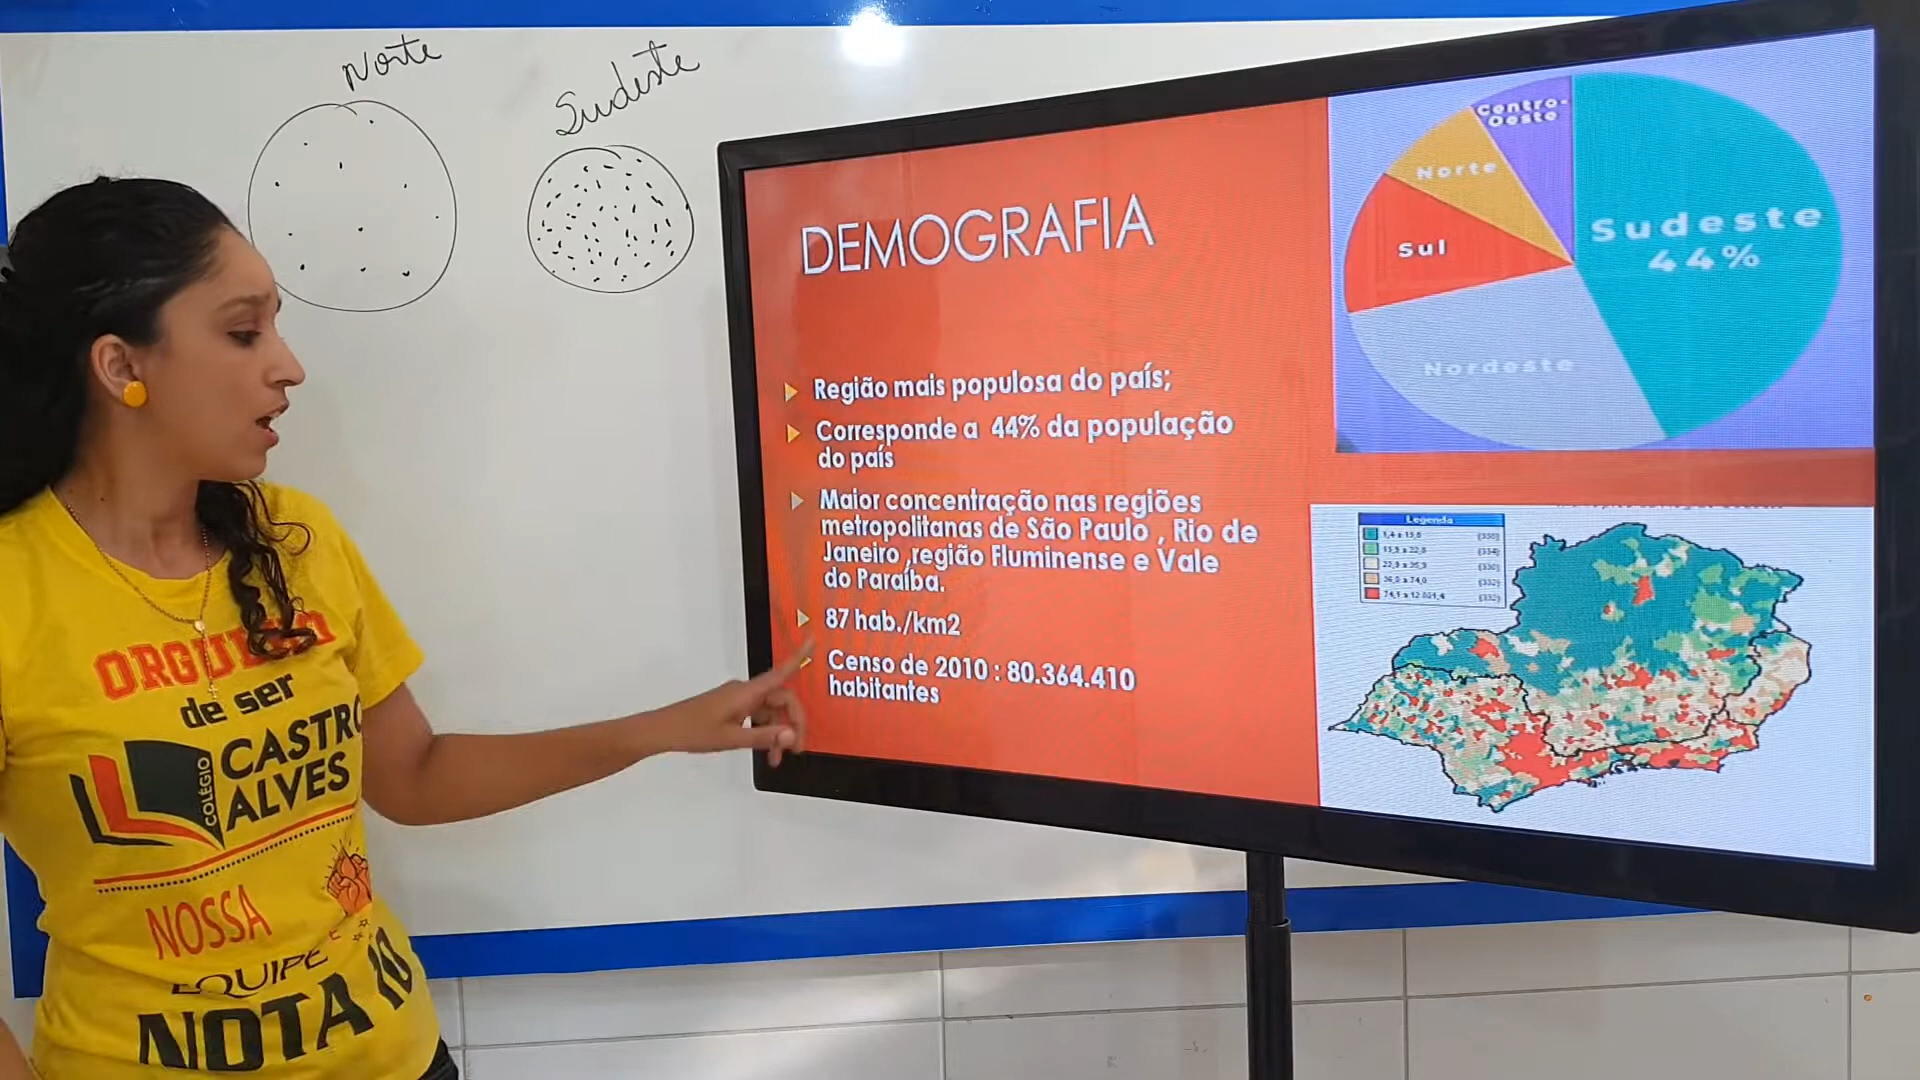 Norte
Sudeste
DEMOGRAFIA
Região mais populosa do país;
Corresponde a 44% da população
do país
Maior concentração nas regiões
metropolitanas de São Paulo , Rio de
Janeiro ,região Fluminense e Vale
do Paraíba.
87 hab./km2
Censo de 2010 : 80.364.410
habitantes
Centro-
Oeste
Norte
Sul
Nordeste
Sudeste
44%
Legenda
ORGULHO
de ser
COLÉGIO
CASTRO
ALVES
NOSSA
EQUIPE É
NOTA 10